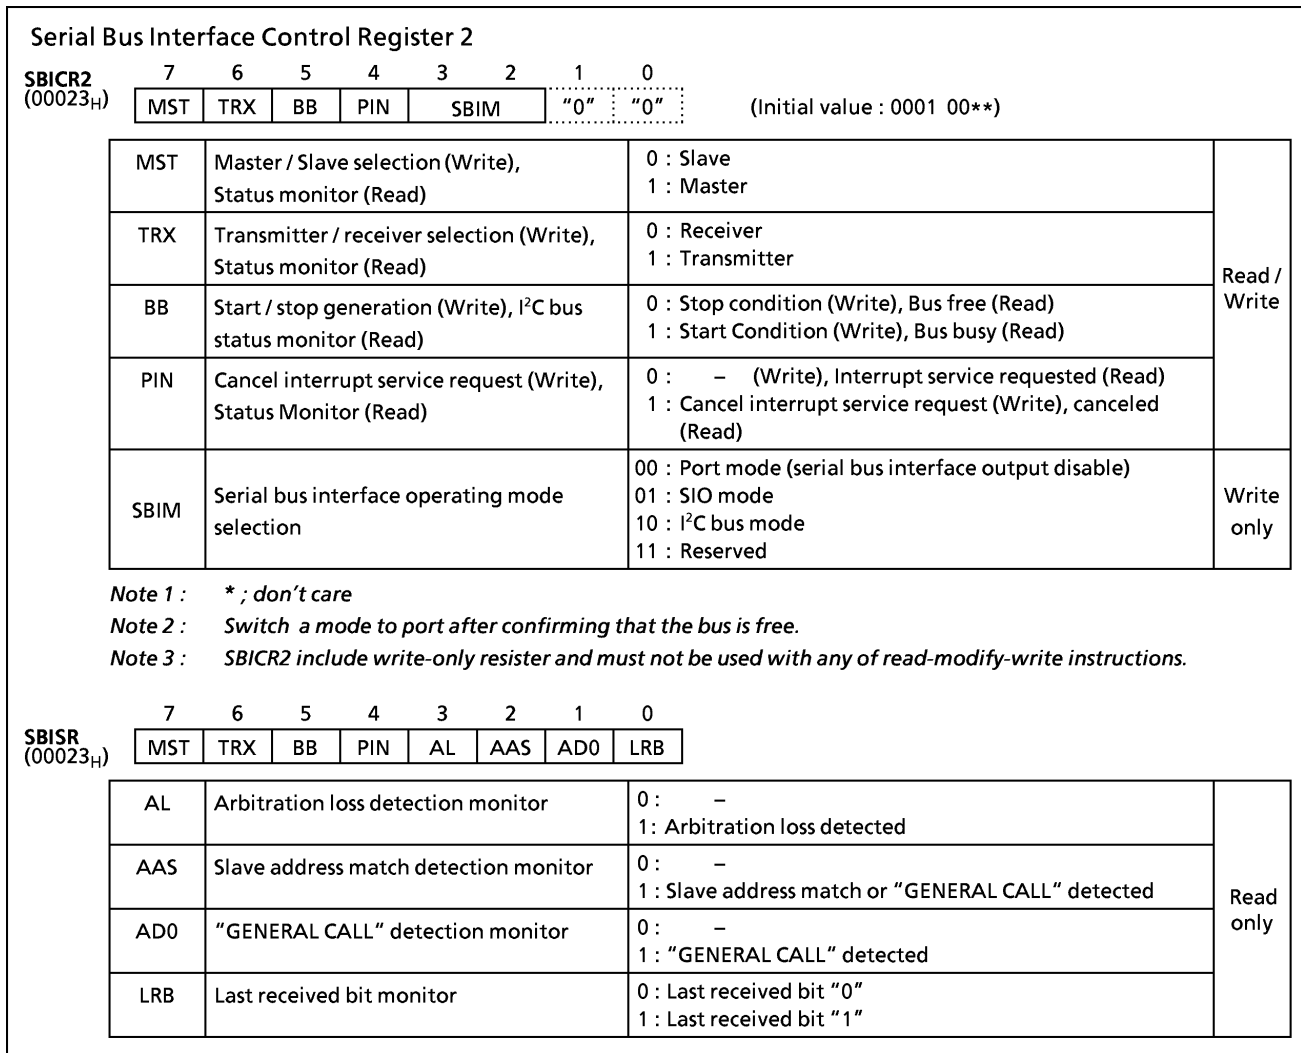 Serial Bus Interface Control Register 2
7 6 5 4 3 2 1 0
SBICR2
(00023H)
MST TRX BB PIN SBIM "0" "0" (Initial value : 0001 00**)
MST
Master / Slave selection (Write),
Status monitor (Read)
0 : Slave
1 : Master
TRX
Transmitter / receiver selection (Write),
Status monitor (Read)
0 : Receiver
1 : Transmitter
BB
Start / stop generation (Write), I²C bus
status monitor (Read)
0 : Stop condition (Write), Bus free (Read)
1 : Start Condition (Write), Bus busy (Read)
PIN
Cancel interrupt service request (Write),
Status Monitor (Read)
0 : – (Write), Interrupt service requested (Read)
1 : Cancel interrupt service request (Write), canceled
(Read)
Read /
Write
SBIM
Serial bus interface operating mode
selection
00 : Port mode (serial bus interface output disable)
01 : SIO mode
10 : I²C bus mode
11 : Reserved
Write
only
Note 1 : * ; don't care
Note 2 : Switch a mode to port after confirming that the bus is free.
Note 3 : SBICR2 include write-only resister and must not be used with any of read-modify-write instructions.
7 6 5 4 3 2 1 0
SBISR
(00023H)
MST TRX BB PIN AL AAS AD0 LRB
AL
Arbitration loss detection monitor
0 : –
1 : Arbitration loss detected
AAS
Slave address match detection monitor
0 : –
1 : Slave address match or "GENERAL CALL" detected
AD0
"GENERAL CALL" detection monitor
0 : –
1 : "GENERAL CALL" detected
LRB
Last received bit monitor
0 : Last received bit "0"
1 : Last received bit "1"
Read
only